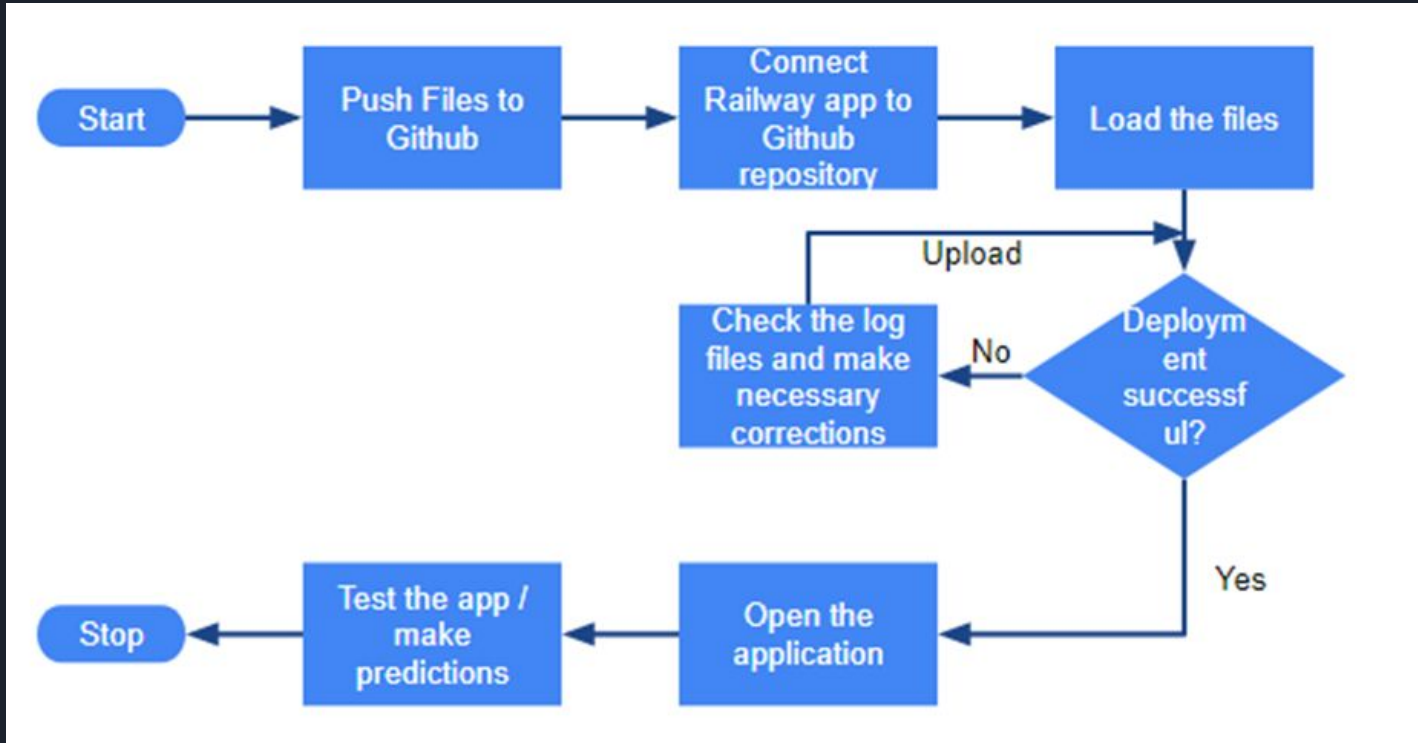 Start
Push Files to
Github
Connect
Railway app to
Github
repository
Load the files
Upload
Check the log
files and make
necessary
corrections
No
Deploym
ent
successf
ul?
Yes
Open the
application
Test the app /
make
predictions
Stop